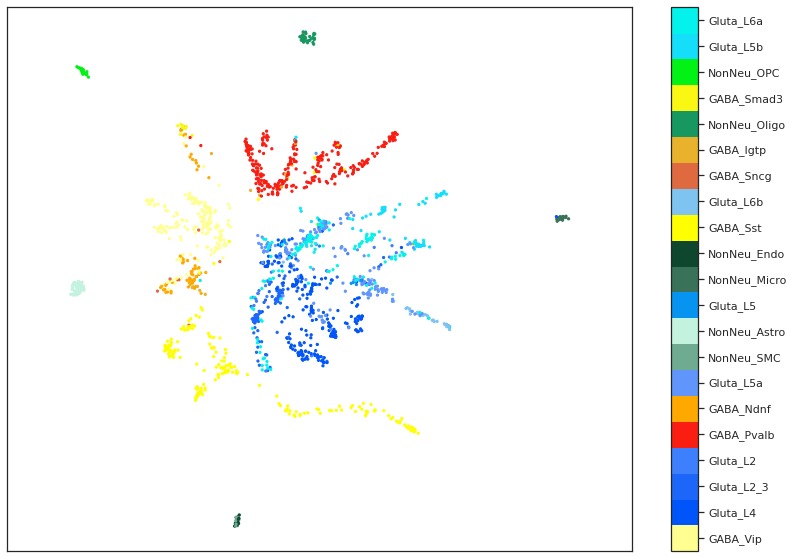 Gluta_L6a
Gluta_L5b
NonNeu_OPC
GABA_Smad3
NonNeu_Oligo
GABA_Igtp
GABA_Sncg
Gluta_L6b
GABA_Sst
NonNeu_Endo
NonNeu_Micro
Gluta_L5
NonNeu_Astro
NonNeu_SMC
Gluta_L5a
GABA_Ndnf
GABA_Pvalb
Gluta_L2
Gluta_L2_3
Gluta_L4
GABA_Vip